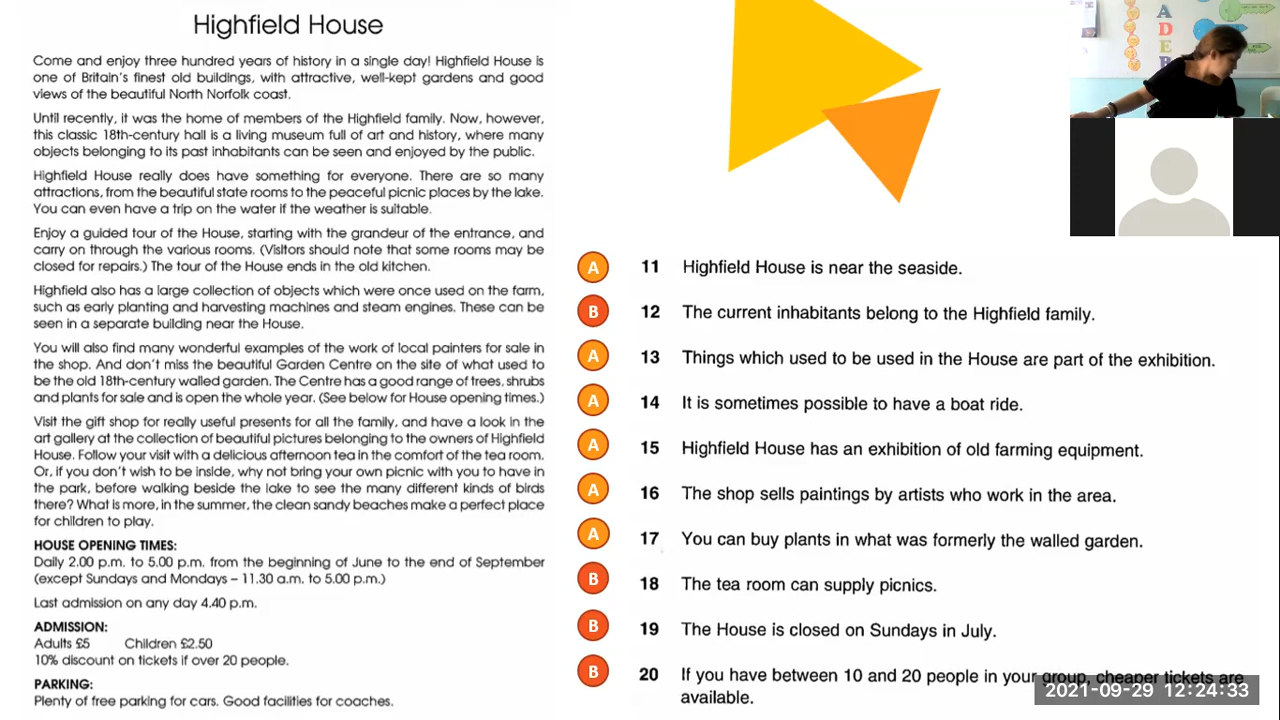 Highfield House
Come and enjoy three hundred years of history in a single day! Highfield House is
one of Britain's finest old buildings, with attractive, well-kept gardens and good
views of the beautiful North Norfolk coast.
Until recently, it was the home of members of the Highfield family. Now, however,
this classic 18th-century hall is a living museum full of art and history, where many
objects belonging to its past inhabitants can be seen and enjoyed by the public.
Highfield House really does have something for everyone. There are so many
attractions, from the beautiful state rooms to the peaceful picnic places by the lake.
You can even have a trip on the water if the weather is suitable.
Enjoy a guided tour of the House, starting with the grandeur of the entrance, and
carry on through the various rooms. (Visitors should note that some rooms may be
closed for repairs.) The tour of the House ends in the old kitchen.
Highfield also has a large collection of objects which were once used on the farm,
such as early planting and harvesting machines and steam engines. These can be
seen in a separate building near the House.
You will also find many wonderful examples of the work of local painters for sale in
the shop. And don't miss the beautiful Garden Centre on the site of what used to
be the old 18th-century walled garden. The Centre has a good range of trees, shrubs
and plants for sale and is open the whole year. (See below for House opening times.)
Visit the gift shop for really useful presents for all the family, and have a look in the
art gallery at the collection of beautiful pictures belonging to the owners of Highfield
House. Follow your visit with a delicious afternoon tea in the comfort of the tea room.
Or, if you don't wish to be inside, why not bring your own picnic with you to have in
the park, before walking beside the lake to see the many different kinds of birds
there? What is more, in the summer, the clean sandy beaches make a perfect place
for children to play.
HOUSE OPENING TIMES:
Daily 2.00 p.m. to 5.00 p.m. from the beginning of June to the end of September
(except Sundays and Mondays – 11.30 a.m. to 5.00 p.m.)
Last admission on any day 4.40 p.m.
ADMISSION:
Adults £5 Children £2.50
10% discount on tickets if over 20 people.
PARKING:
Plenty of free parking for cars. Good facilities for coaches.
A 11 Highfield House is near the seaside.
B 12 The current inhabitants belong to the Highfield family.
A 13 Things which used to be used in the House are part of the exhibition.
A 14 It is sometimes possible to have a boat ride.
A 15 Highfield House has an exhibition of old farming equipment.
A 16 The shop sells paintings by artists who work in the area.
A 17 You can buy plants in what was formerly the walled garden.
B 18 The tea room can supply picnics.
B 19 The House is closed on Sundays in July.
B 20 If you have between 10 and 20 people in your group, cheaper tickets are
available.
2021-09-29 12:24:33
A
D
E